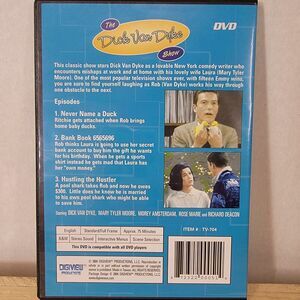 The
Dick Van Dyke
Show
DVD
This classic show stars Dick Van Dyke as a lovable New York comedy writer who
encounters mishaps at work and at home with his lovely wife Laura (Mary Tyler
Moore). One of the most popular television shows ever, with fifteen Emmy wins,
you are sure to find yourself laughing as Rob (Van Dyke) works his way through
one obstacle to the next.
Episodes
1. Never Name a Duck
Ritchie gets attached when Rob brings
home baby ducks.
2. Bank Book 6565696
Rob thinks Laura is going to use her secret
bank account to buy him the gift he wants
for his birthday. When he gets a sports
shirt instead he gets mad that Laura has
her "own money."
3. Hustling the Hustler
A pool shark takes Rob and now he owes
$300. Little does he know he is married to
his own pool shark who might be able to
help.
Starring DICK VAN DYKE, MARY TYLER MOORE, MOREY AMSTERDAM, ROSE MARIE and RICHARD DEACON
English
Standard/Full Frame
Approx. 75 Minutes
B&W
Stereo Sound
Interactive Menus
Scene Selection
This DVD is compatible with all DVD players.
ITEM #: TV-704
DIGIVIEW
PRODUCTIONS